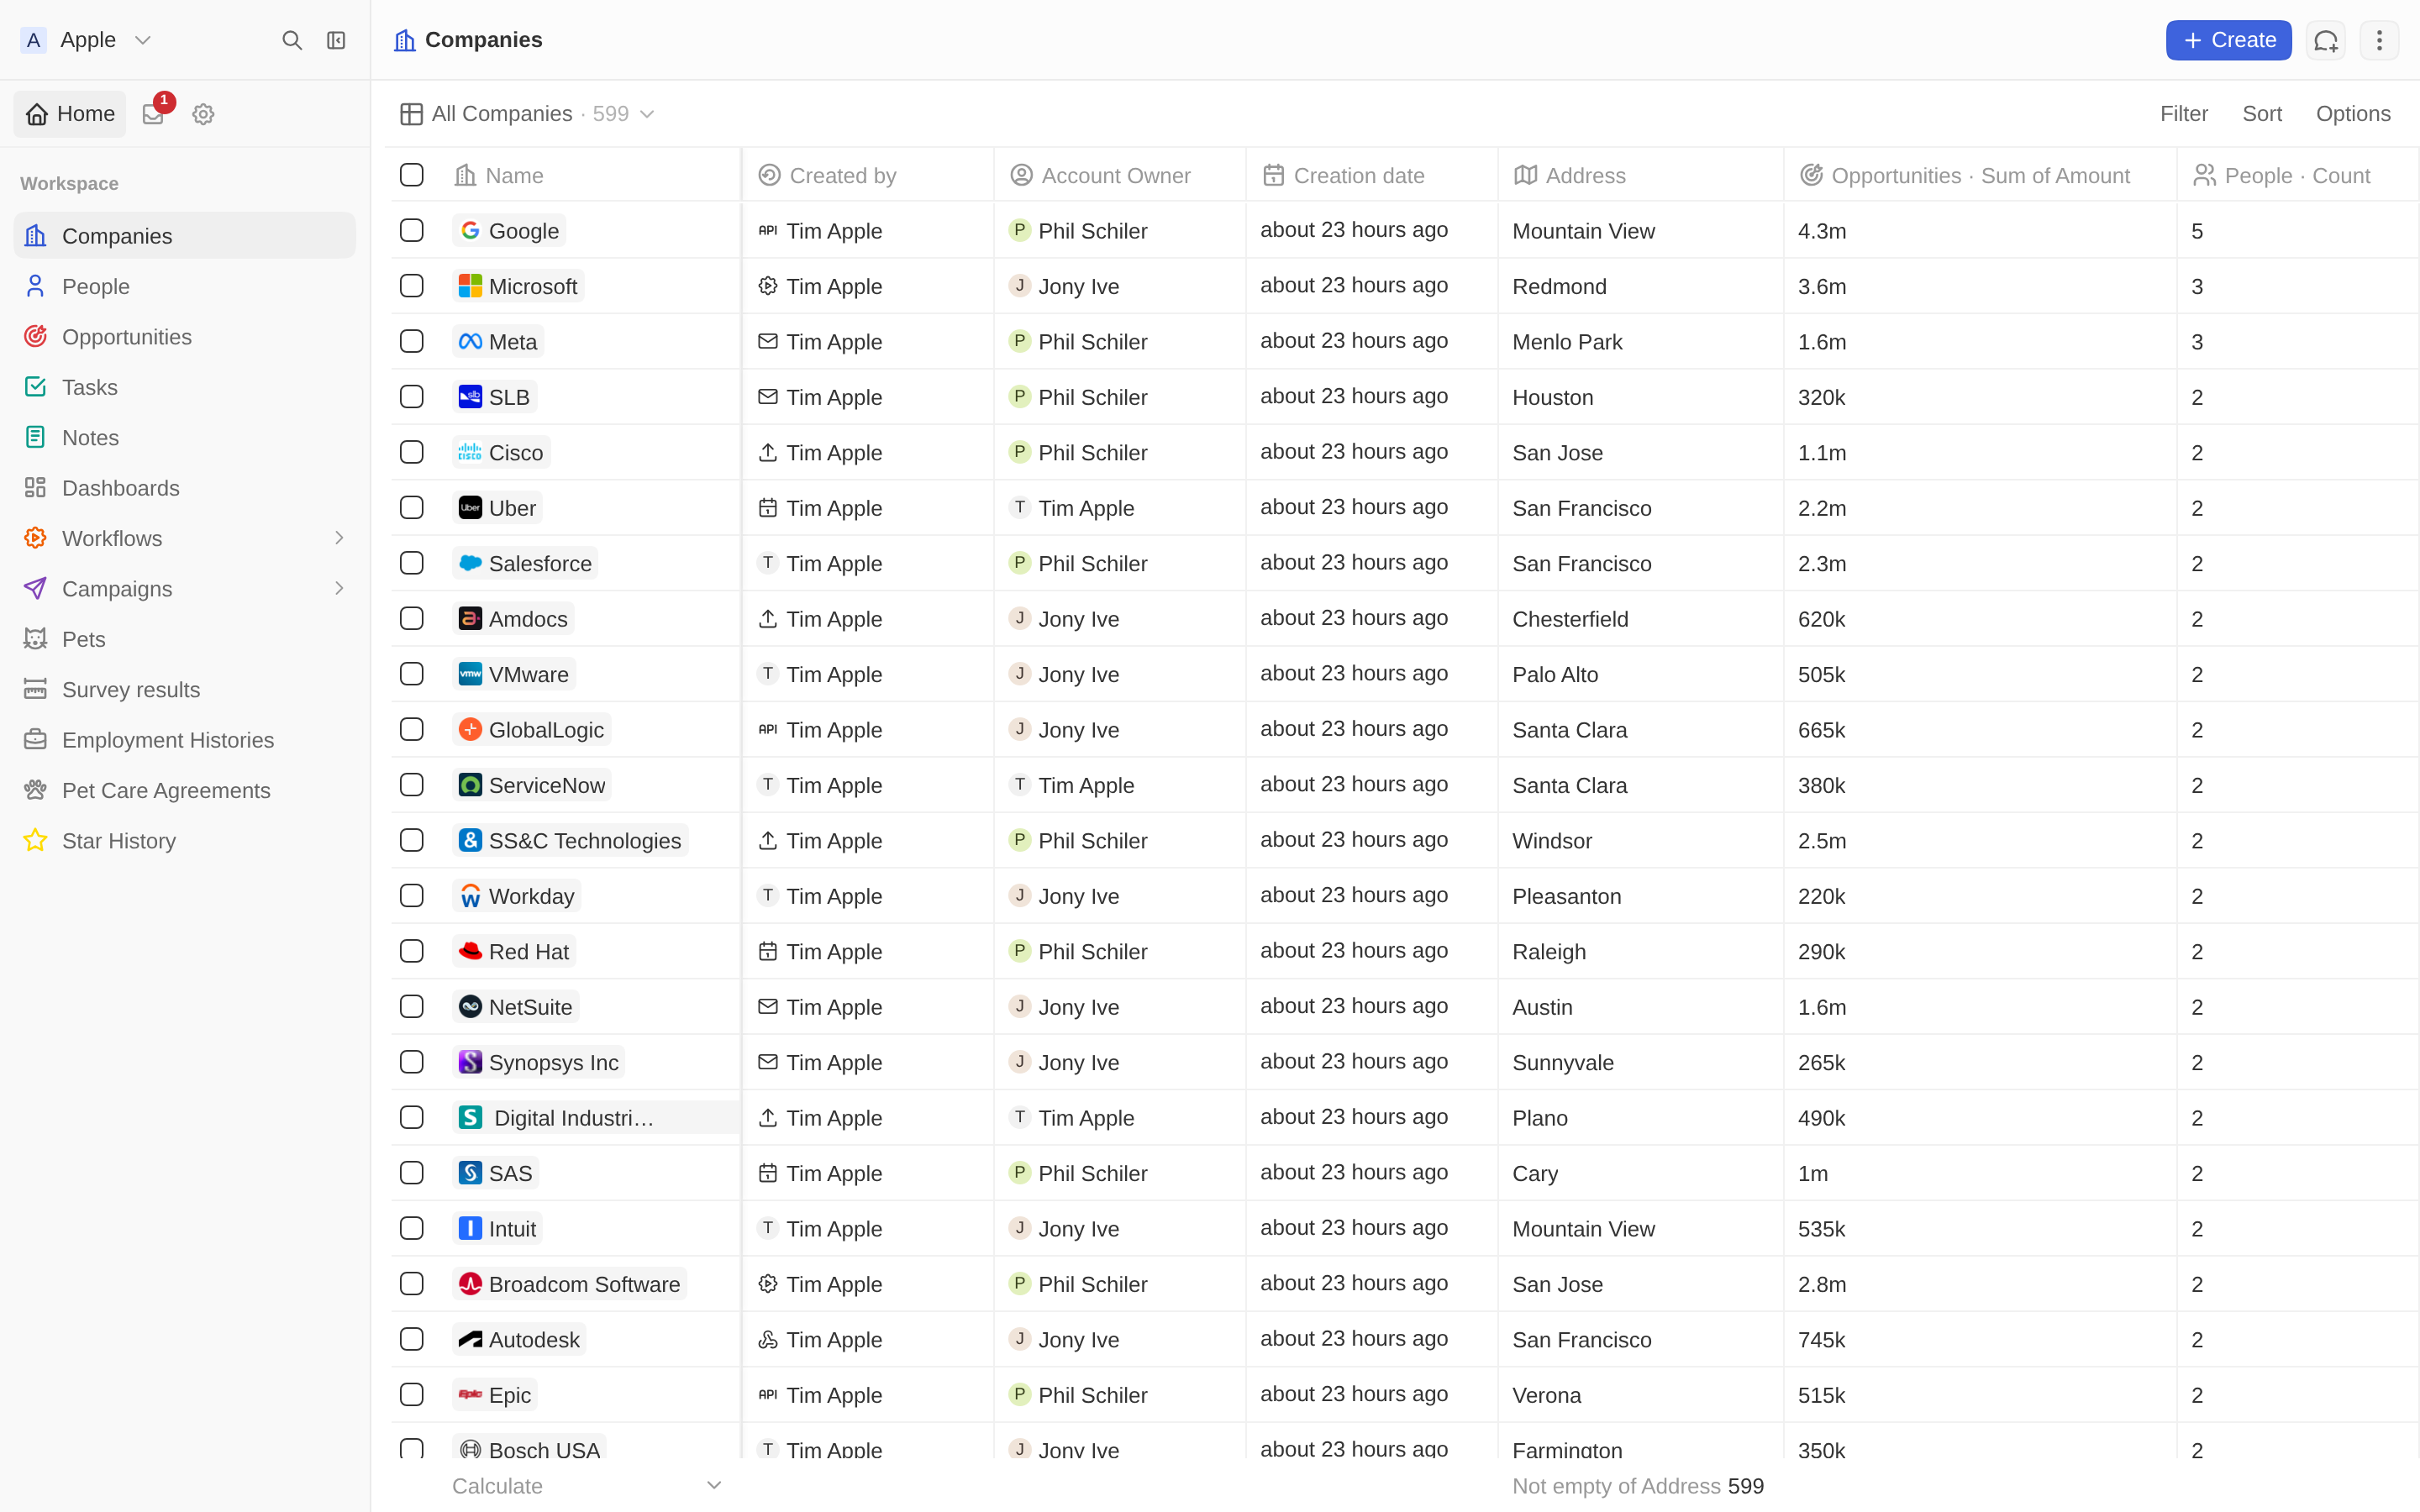 A Apple
Companies
Create
Home 1
All Companies · 599
Filter Sort Options
Workspace
Companies
People
Opportunities
Tasks
Notes
Dashboards
Workflows
Campaigns
Pets
Survey results
Employment Histories
Pet Care Agreements
Star History
Name Created by Account Owner Creation date Address Opportunities · Sum of Amount People · Count
Google API Tim Apple P Phil Schiler about 23 hours ago Mountain View 4.3m 5
Microsoft Tim Apple J Jony Ive about 23 hours ago Redmond 3.6m 3
Meta Tim Apple P Phil Schiler about 23 hours ago Menlo Park 1.6m 3
slb SLB Tim Apple P Phil Schiler about 23 hours ago Houston 320k 2
CISCO Cisco Tim Apple P Phil Schiler about 23 hours ago San Jose 1.1m 2
Uber Uber Tim Apple T Tim Apple about 23 hours ago San Francisco 2.2m 2
Salesforce T Tim Apple P Phil Schiler about 23 hours ago San Francisco 2.3m 2
a Amdocs Tim Apple J Jony Ive about 23 hours ago Chesterfield 620k 2
vmw VMware T Tim Apple J Jony Ive about 23 hours ago Palo Alto 505k 2
GlobalLogic API Tim Apple J Jony Ive about 23 hours ago Santa Clara 665k 2
ServiceNow T Tim Apple T Tim Apple about 23 hours ago Santa Clara 380k 2
& SS&C Technologies Tim Apple P Phil Schiler about 23 hours ago Windsor 2.5m 2
W Workday T Tim Apple J Jony Ive about 23 hours ago Pleasanton 220k 2
Red Hat Tim Apple P Phil Schiler about 23 hours ago Raleigh 290k 2
NetSuite Tim Apple J Jony Ive about 23 hours ago Austin 1.6m 2
S Synopsys Inc Tim Apple J Jony Ive about 23 hours ago Sunnyvale 265k 2
S Digital Industri… Tim Apple T Tim Apple about 23 hours ago Plano 490k 2
SAS Tim Apple P Phil Schiler about 23 hours ago Cary 1m 2
I Intuit T Tim Apple J Jony Ive about 23 hours ago Mountain View 535k 2
Broadcom Software Tim Apple P Phil Schiler about 23 hours ago San Jose 2.8m 2
Autodesk Tim Apple J Jony Ive about 23 hours ago San Francisco 745k 2
Epic Epic API Tim Apple P Phil Schiler about 23 hours ago Verona 515k 2
Bosch USA T Tim Apple J Jony Ive about 23 hours ago Farmington 350k 2
Calculate Not empty of Address 599